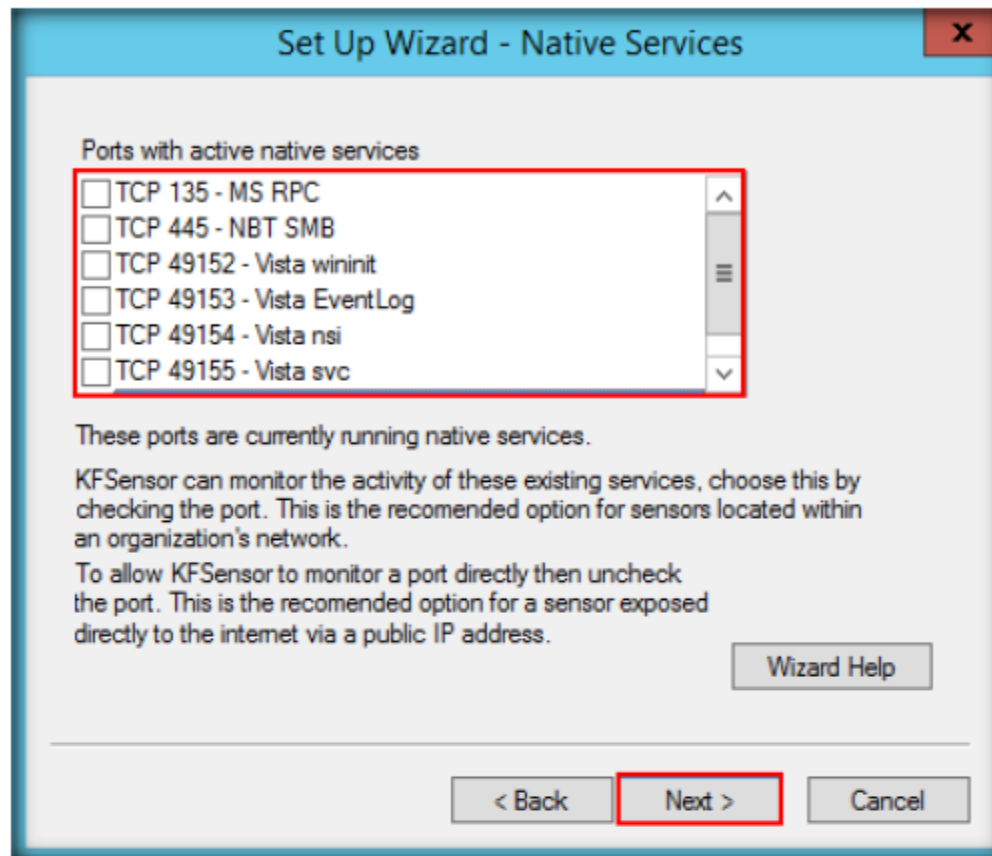 Set Up Wizard - Native Services
x
Ports with active native services
TCP 135 - MS RPC
TCP 445 - NBT SMB
TCP 49152 - Vista wininit
TCP 49153 - Vista EventLog
TCP 49154 - Vista nsi
TCP 49155 - Vista svc
These ports are currently running native services.
KFSensor can monitor the activity of these existing services, choose this by
checking the port. This is the recomended option for sensors located within
an organization's network.
To allow KFSensor to monitor a port directly then uncheck
the port. This is the recomended option for a sensor exposed
directly to the internet via a public IP address.
Wizard Help
< Back
Next >
Cancel